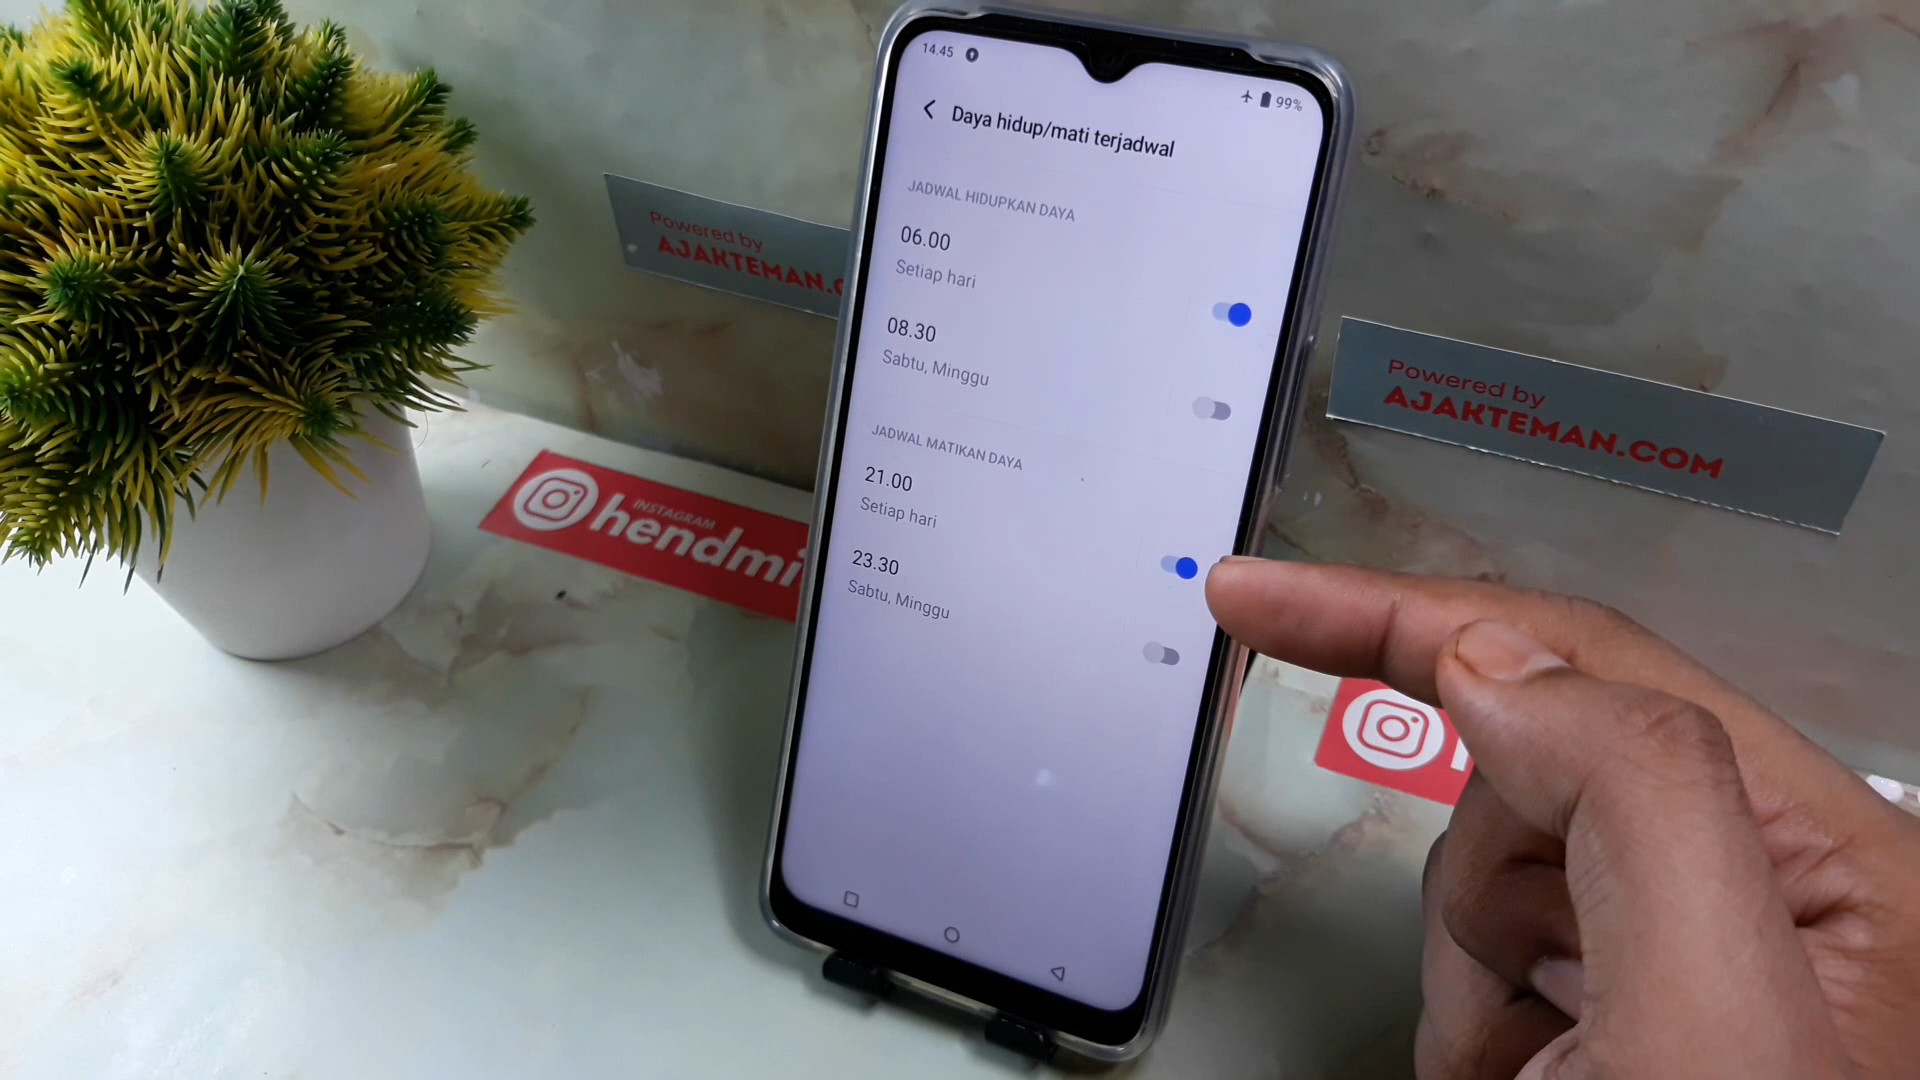 14.45
99%
Daya hidup/mati terjadwal
JADWAL HIDUPKAN DAYA
06.00
Setiap hari
08.30
Sabtu, Minggu
JADWAL MATIKAN DAYA
21.00
Setiap hari
23.30
Sabtu, Minggu
Powered by
AJAKTEMAN.C
Powered by
AJAKTEMAN.COM
INSTAGRAM
hendmi